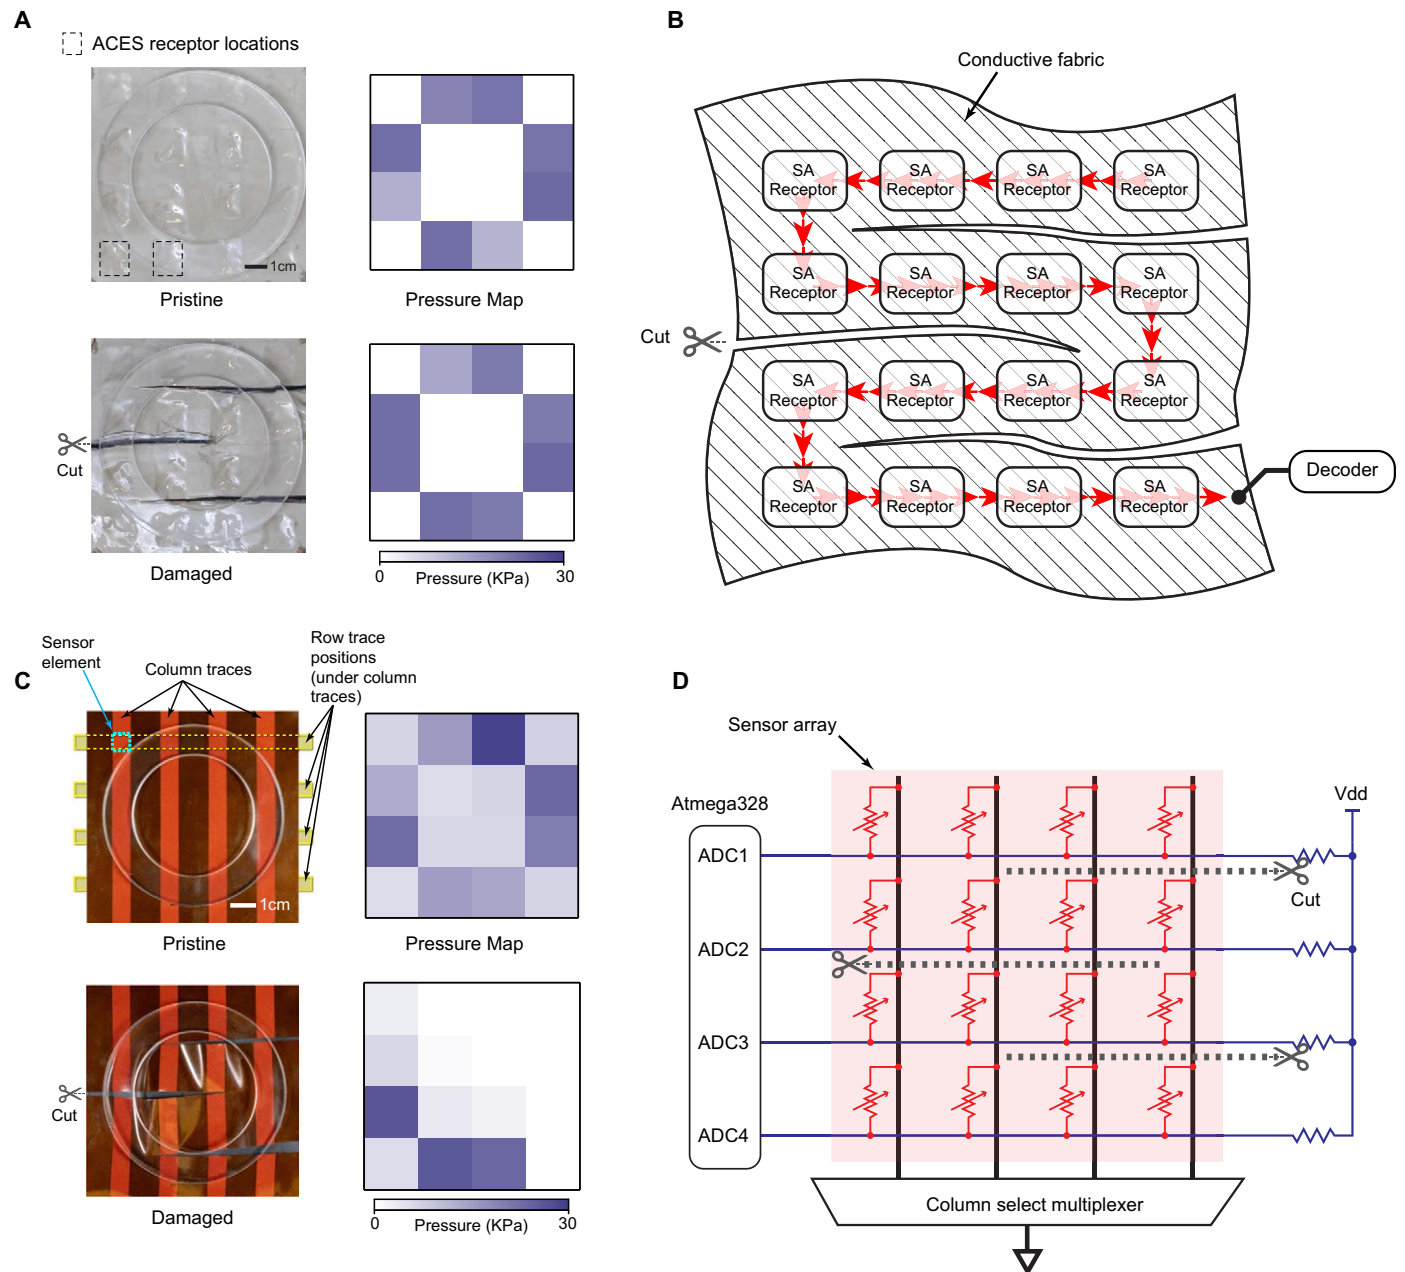 A
ACES receptor locations
1cm
Pristine
Pressure Map
Cut
Damaged
0
30
Pressure (KPa)
B
Conductive fabric
SA
Receptor
SA
Receptor
SA
Receptor
SA
Receptor
SA
Receptor
SA
Receptor
SA
Receptor
SA
Receptor
Cut
SA
Receptor
SA
Receptor
SA
Receptor
SA
Receptor
SA
Receptor
SA
Receptor
SA
Receptor
SA
Receptor
Decoder
C
Sensor
element
Column traces
Row trace
positions
(under column
traces)
1cm
Pristine
Pressure Map
Cut
Damaged
0
30
Pressure (KPa)
D
Sensor array
Atmega328
Vdd
ADC1
Cut
ADC2
ADC3
ADC4
Column select multiplexer